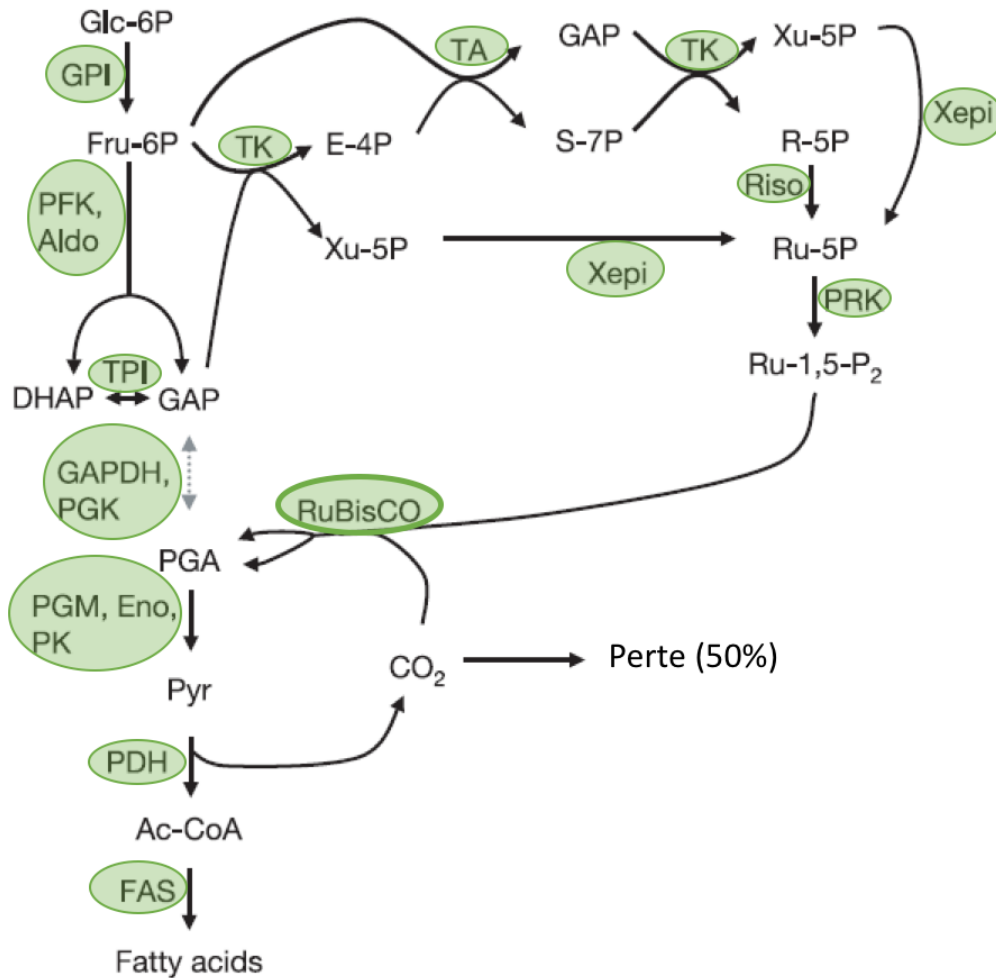 Glc-6P
GPI
Fru-6P
PFK,
Aldo
TPI
DHAP
GAP
GAPDH,
PGK
PGA
PGM, Eno,
PK
Pyr
PDH
Ac-CoA
FAS
Fatty acids
TK
E-4P
Xu-5P
TA
GAP
S-7P
TK
Xu-5P
R-5P
Xepi
Riso
Xepi
Ru-5P
PRK
Ru-1,5-P₂
RuBisCO
CO₂
Perte (50%)